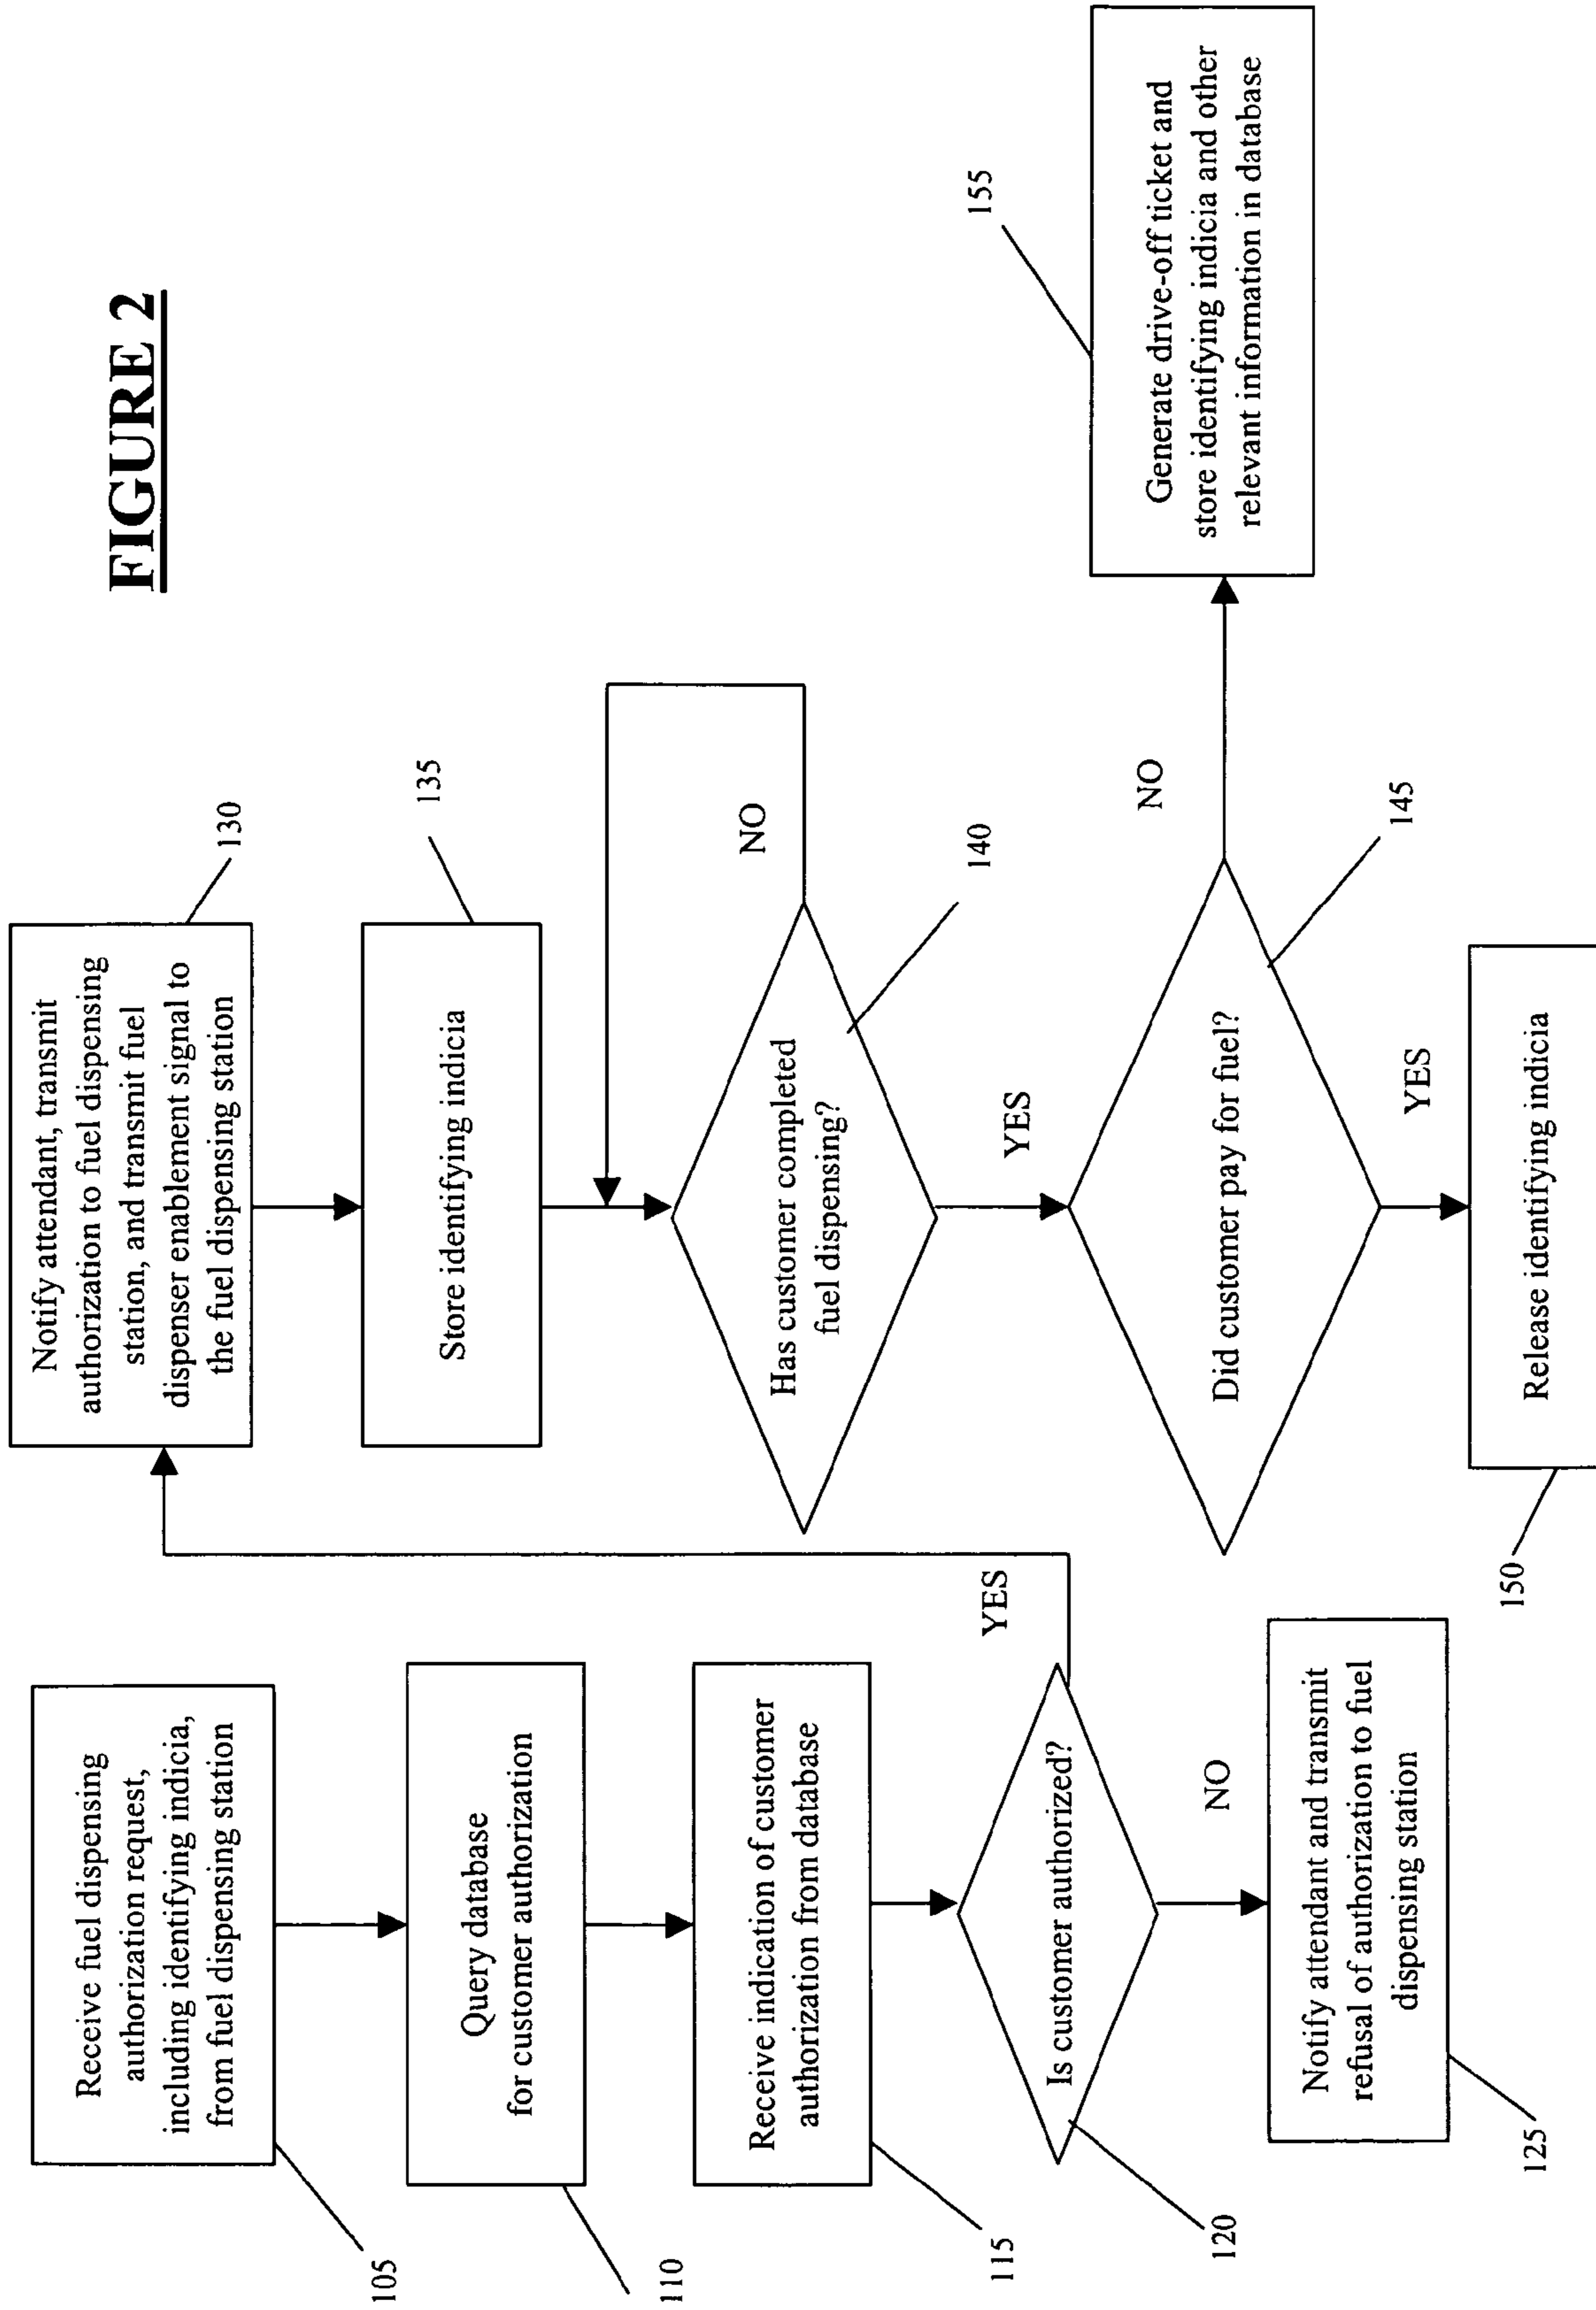 FIGURE 2
Receive fuel dispensing
authorization request,
including identifying indicia,
from fuel dispensing station
105
Query database
for customer authorization
110
Receive indication of customer
authorization from database
115
Is customer authorized?
120
YES
NO
Notify attendant and transmit
refusal of authorization to fuel
dispensing station
125
Notify attendant, transmit
authorization to fuel dispensing
station, and transmit fuel
dispenser enablement signal to
the fuel dispensing station
130
Store identifying indicia
135
Has customer completed
fuel dispensing?
NO
140
YES
Did customer pay for fuel?
NO
145
YES
Release identifying indicia
150
Generate drive-off ticket and
store identifying indicia and other
relevant information in database
155